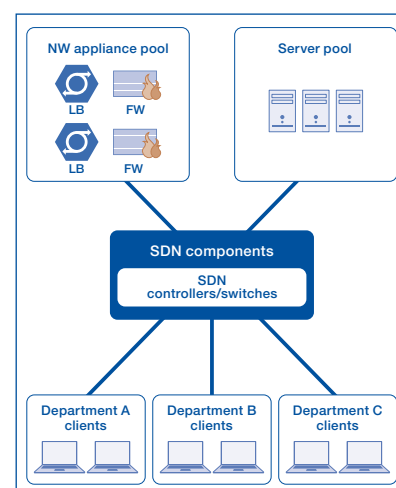 NW appliance pool
Server pool
LB
FW
LB
FW
SDN components
SDN
controllers/switches
Department A
clients
Department B
clients
Department C
clients